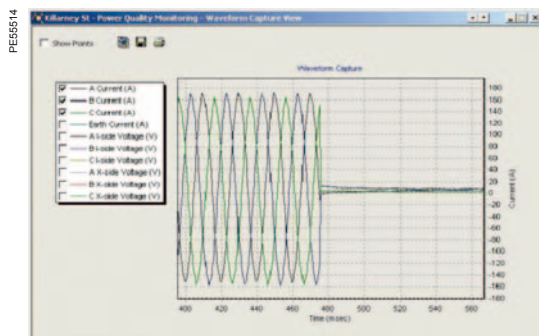 PE55514
Killarney St - Power Quality Monitoring - Waveform Capture View
Show Points
Waveform Capture
A Current (A)
B Current (A)
C Current (A)
Earth Current (A)
A I-side Voltage (V)
B I-side Voltage (V)
C I-side Voltage (V)
A X-side Voltage (V)
B X-side Voltage (V)
C X-side Voltage (V)
180
160
140
120
100
80
60
40
20
0
-20
-40
-60
-80
-100
-120
-140
-160
-180
Current (A)
400 420 440 460 480 500 520 540 560
Time (msec)